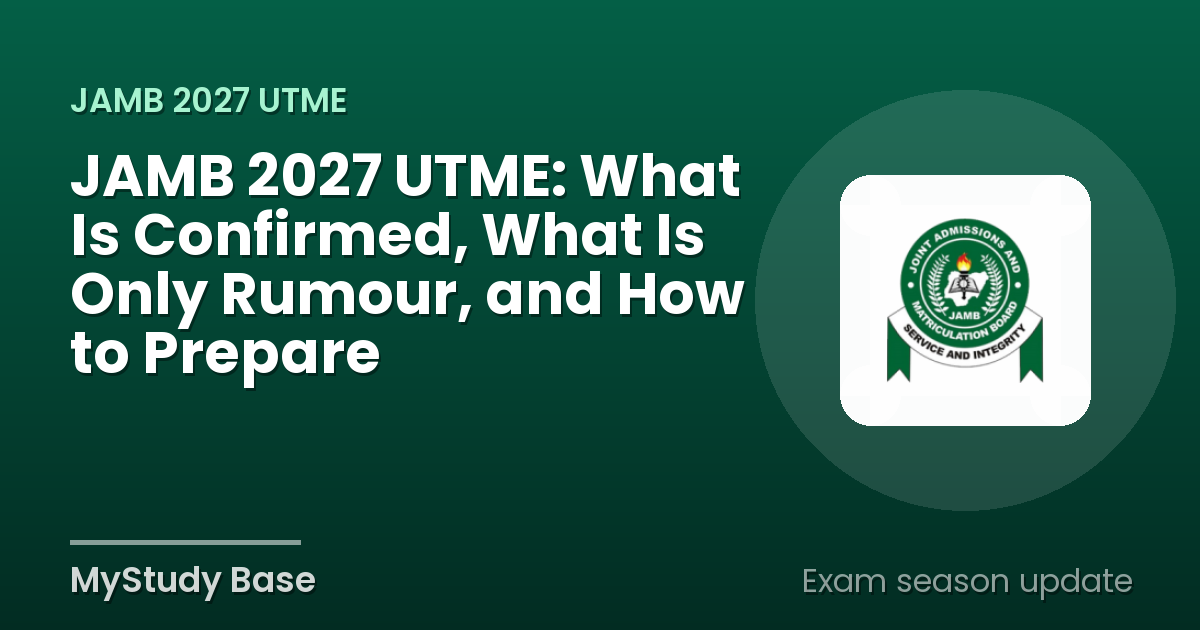 JAMB 2027 UTME
JAMB 2027 UTME: What
Is Confirmed, What Is
Only Rumour, and How
to Prepare
JOINT ADMISSIONS AND
MATRICULATION BOARD
JAMB
SERVICE AND INTEGRITY
MyStudy Base
Exam season update